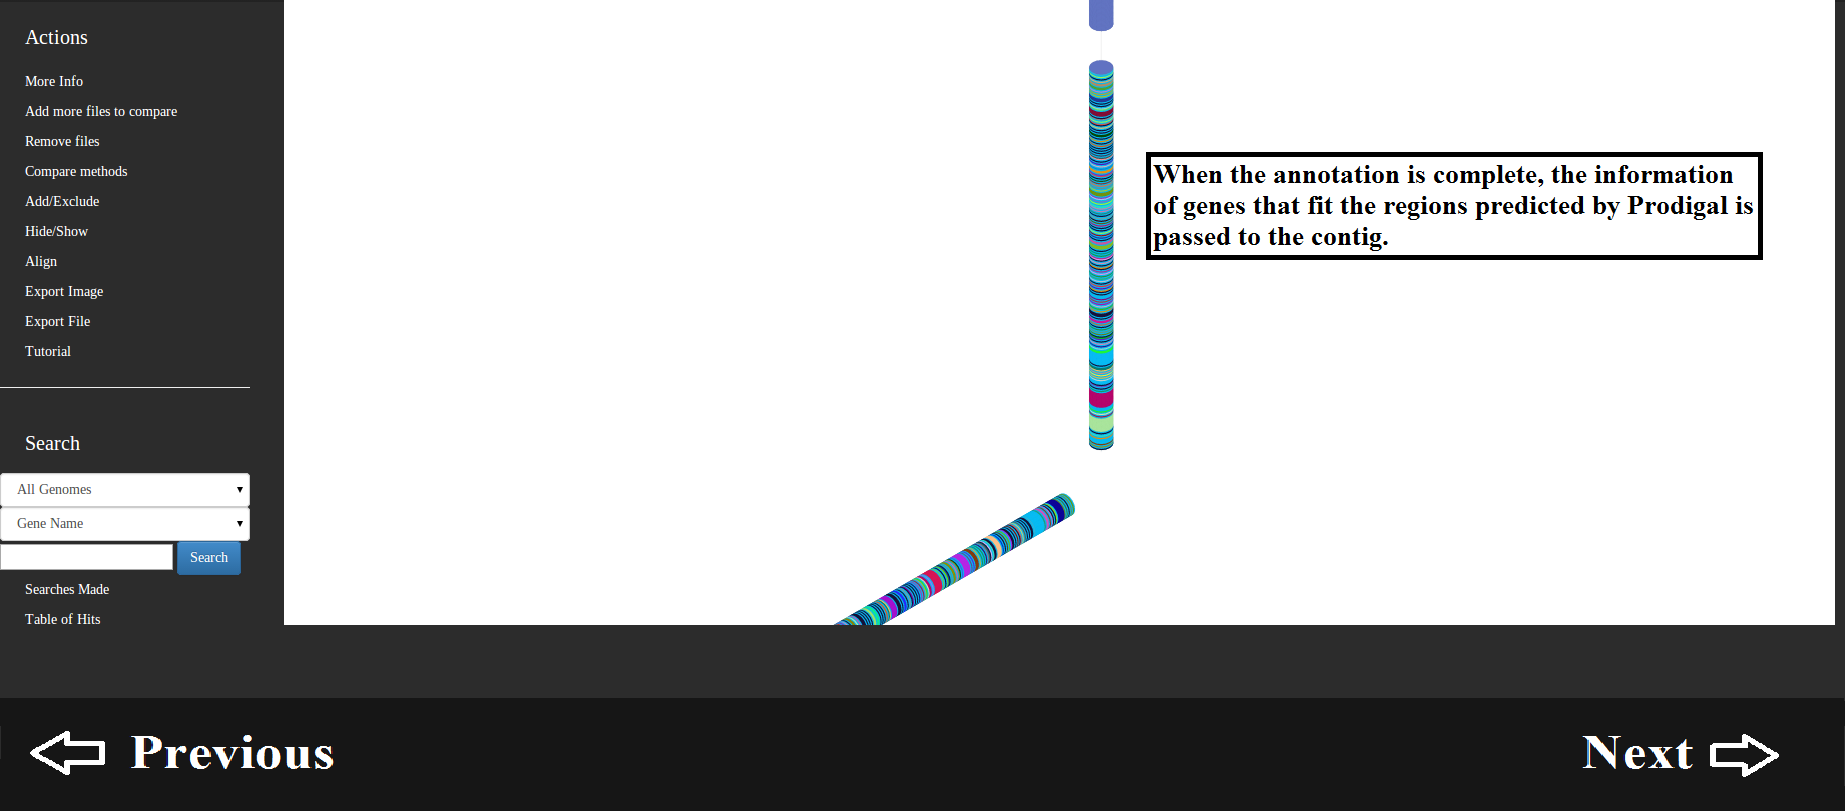 Actions
More Info
Add more files to compare
Remove files
Compare methods
Add/Exclude
Hide/Show
Align
Export Image
Export File
Tutorial
Search
All Genomes
Gene Name
Search
Searches Made
Table of Hits
When the annotation is complete, the information
of genes that fit the regions predicted by Prodigal is
passed to the contig.
Previous
Next